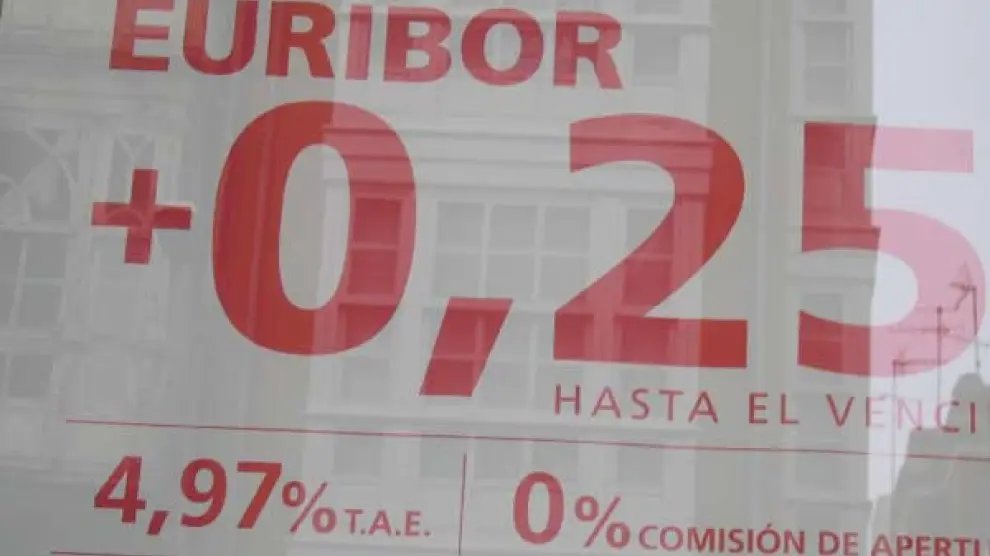 EURIBOR
+0,25
HASTA EL VENCI
4,97% T.A.E.
0% COMISIÓN DE APERTU